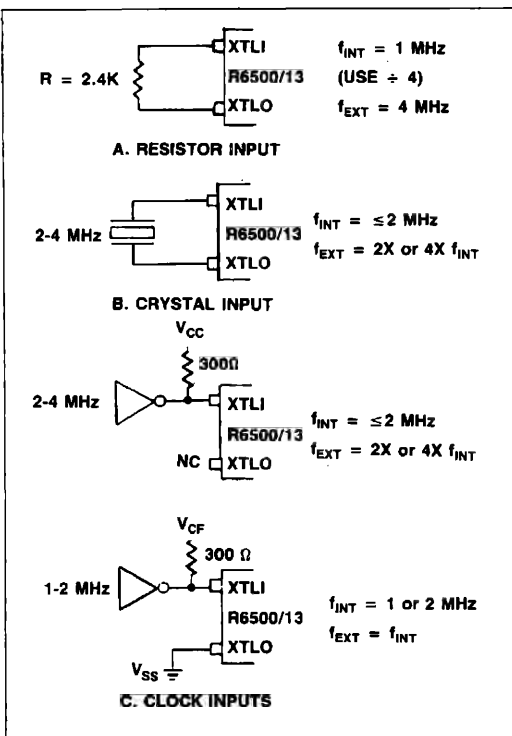 XTLI
f_INT = 1 MHz
R = 2.4K
R6500/13
(USE ÷ 4)
XTLO
f_EXT = 4 MHz
A. RESISTOR INPUT
XTLI
2-4 MHz
R6500/13
f_INT = ≤2 MHz
f_EXT = 2X or 4X f_INT
XTLO
B. CRYSTAL INPUT
V_CC
300Ω
2-4 MHz
XTLI
R6500/13
f_INT = ≤2 MHz
f_EXT = 2X or 4X f_INT
NC
XTLO
V_CF
300 Ω
1-2 MHz
XTLI
R6500/13
f_INT = 1 or 2 MHz
f_EXT = f_INT
XTLO
V_SS
C. CLOCK INPUTS